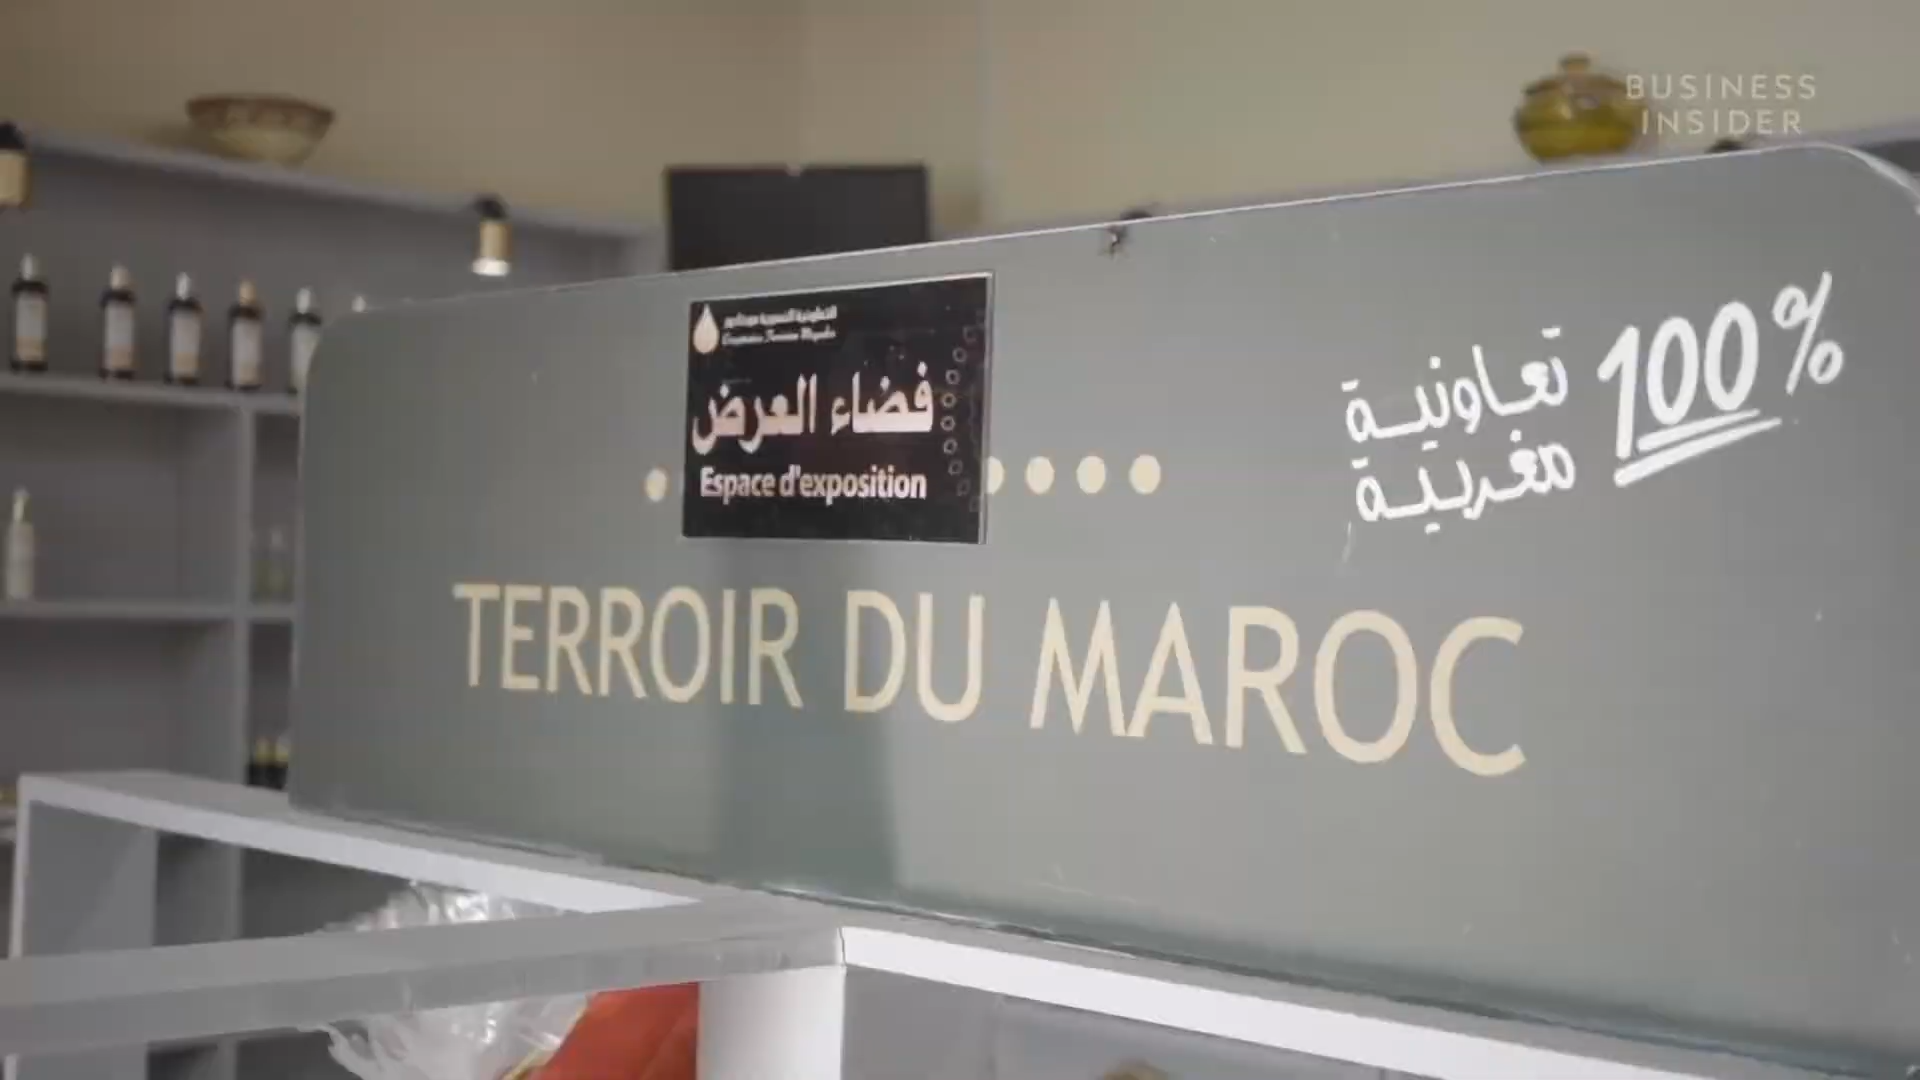 BUSINESS
INSIDER
فضاء العرض
Espace d'exposition
100%
تعاونية
مغربية
TERROIR DU MAROC